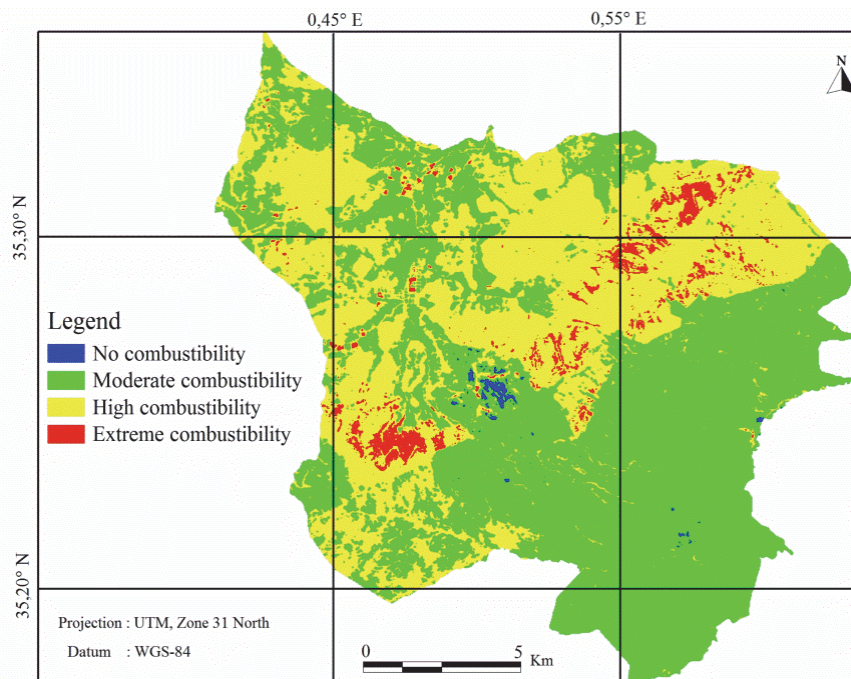 0,45° E
0,55° E
N
35,30° N
Legend
No combustibility
Moderate combustibility
High combustibility
Extreme combustibility
35,20° N
Projection : UTM, Zone 31 North
Datum : WGS-84
0
5
Km